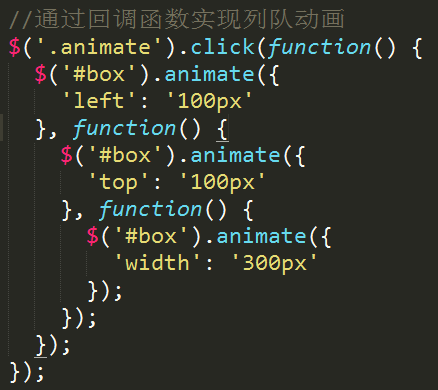 //通过回调函数实现列队动画
$('.animate').click(function() {
  $('#box').animate({
    'left': '100px'
  }, function() {
    $('#box').animate({
      'top': '100px'
    }, function() {
      $('#box').animate({
        'width': '300px'
      });
    });
  });
});